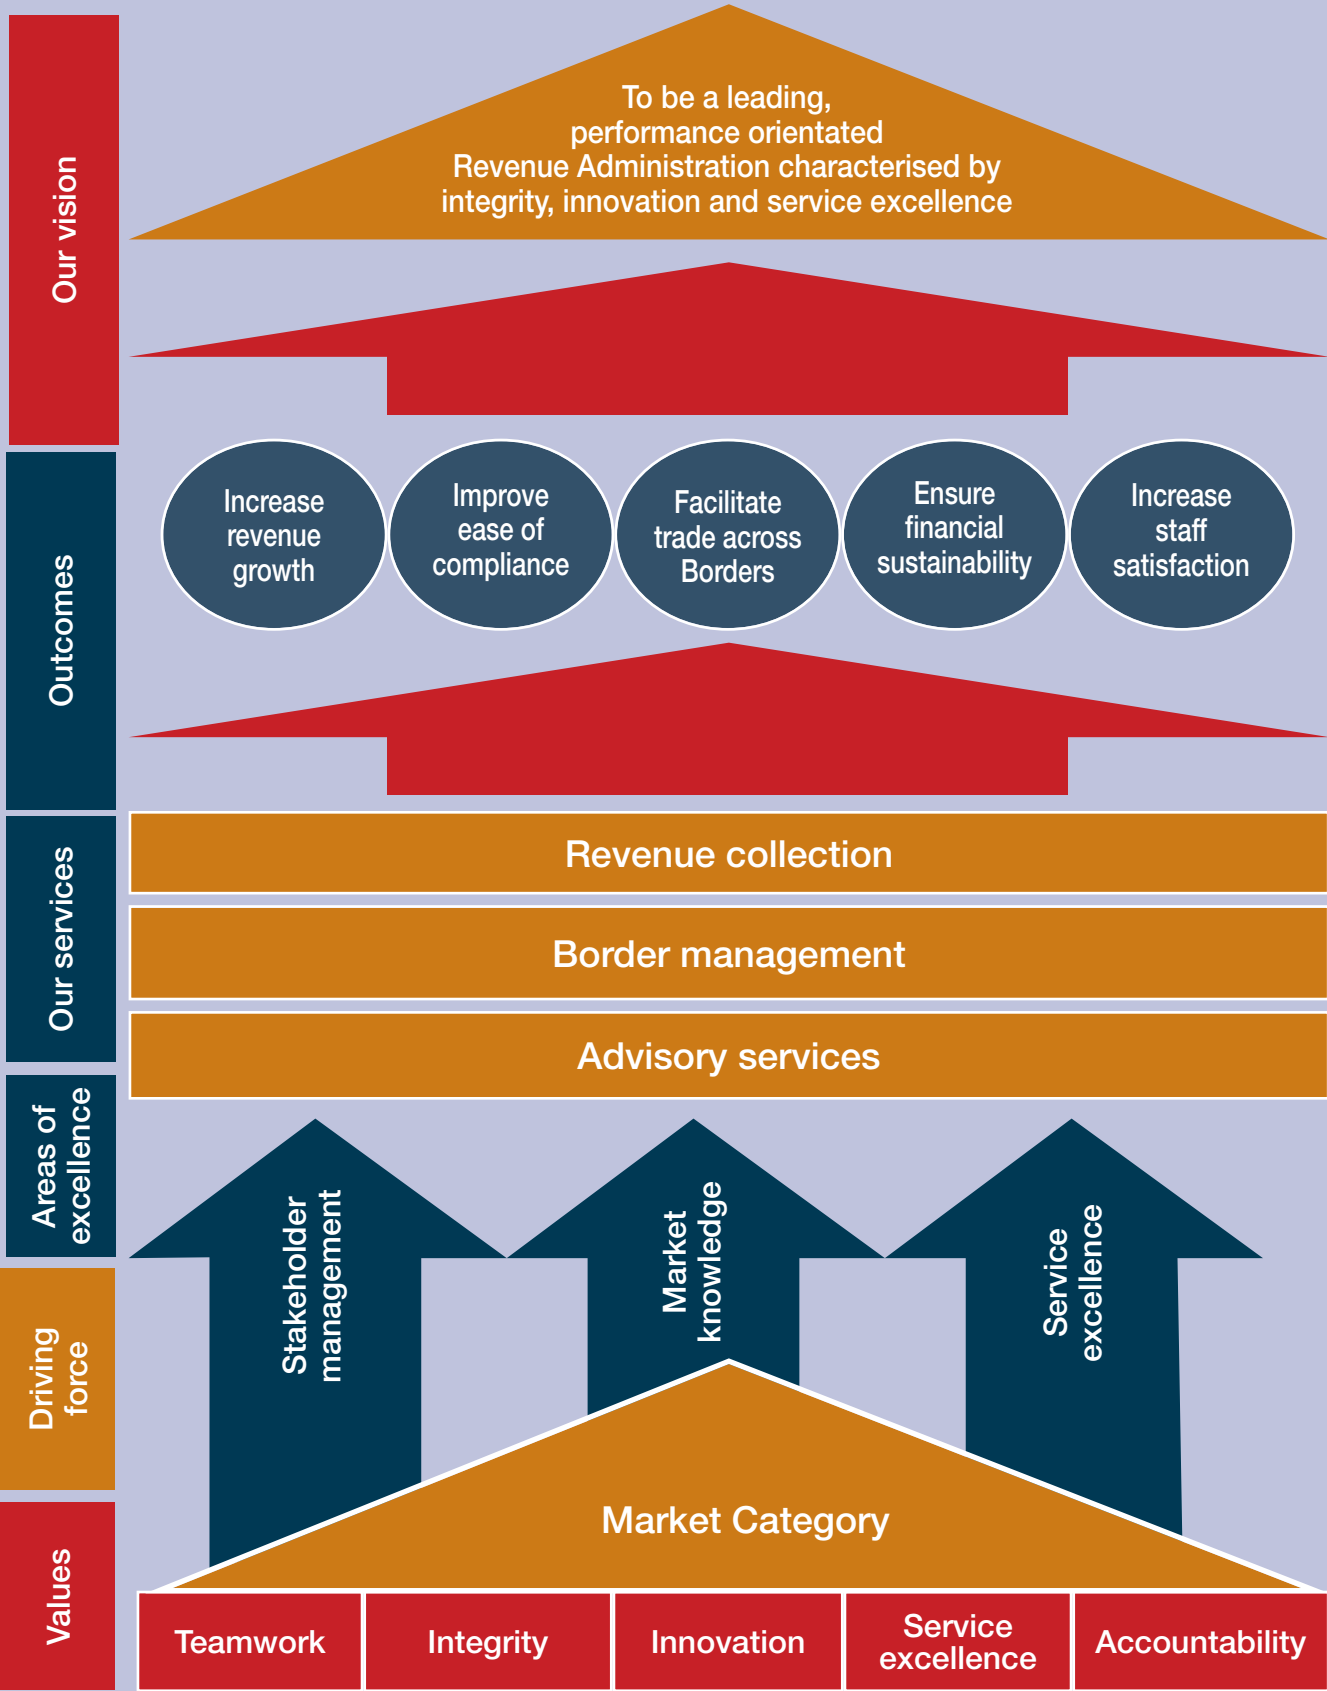 Our vision
To be a leading,
performance orientated
Revenue Administration characterised by
integrity, innovation and service excellence
Outcomes
Increase
revenue
growth
Improve
ease of
compliance
Facilitate
trade across
Borders
Ensure
financial
sustainability
Increase
staff
satisfaction
Our services
Revenue collection
Border management
Advisory services
Areas of
excellence
Stakeholder
management
Market
knowledge
Service
excellence
Driving
force
Market Category
Values
Teamwork
Integrity
Innovation
Service
excellence
Accountability